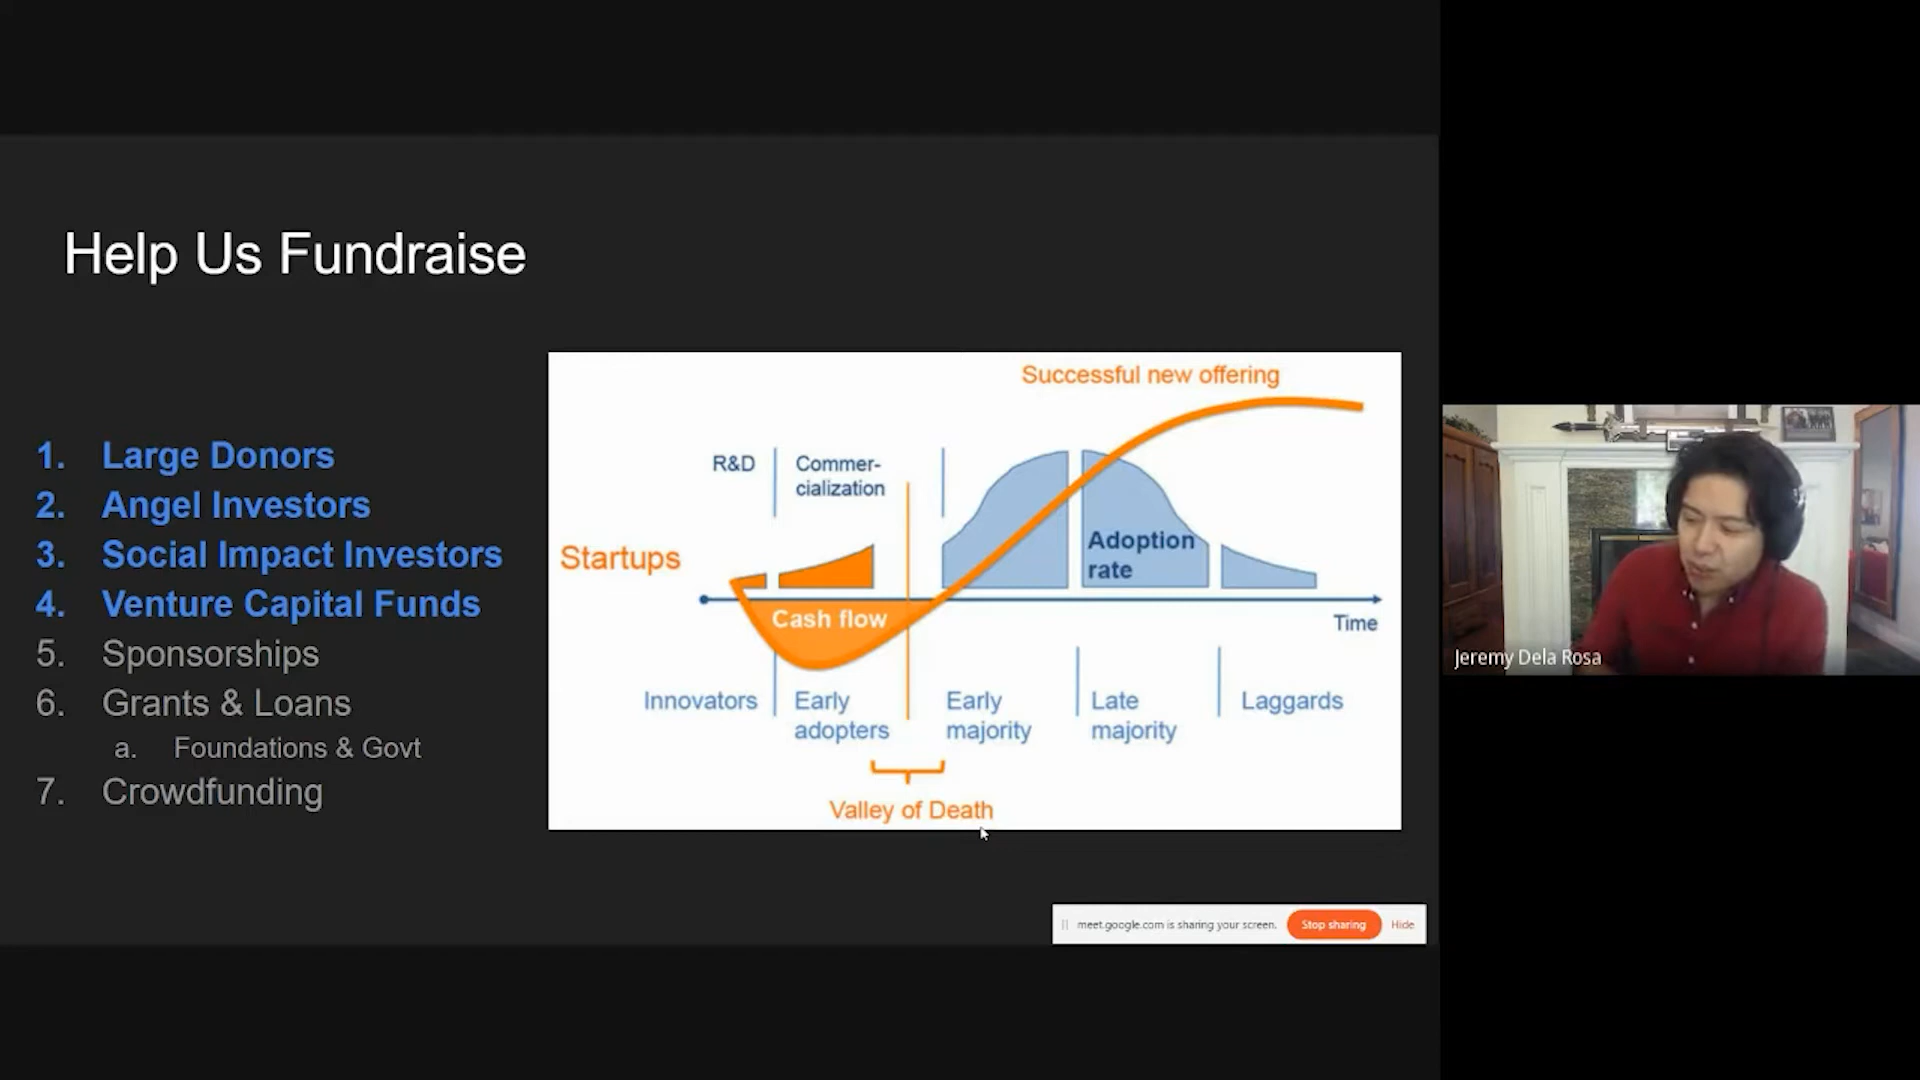 Help Us Fundraise
1. Large Donors
2. Angel Investors
3. Social Impact Investors
4. Venture Capital Funds
5. Sponsorships
6. Grants & Loans
a. Foundations & Govt
7. Crowdfunding
Successful new offering
R&D
Commer-
cialization
Startups
Adoption
rate
Cash flow
Time
Innovators
Early
adopters
Early
majority
Late
majority
Laggards
Valley of Death
meet.google.com is sharing your screen.
Stop sharing
Hide
Jeremy Dela Rosa